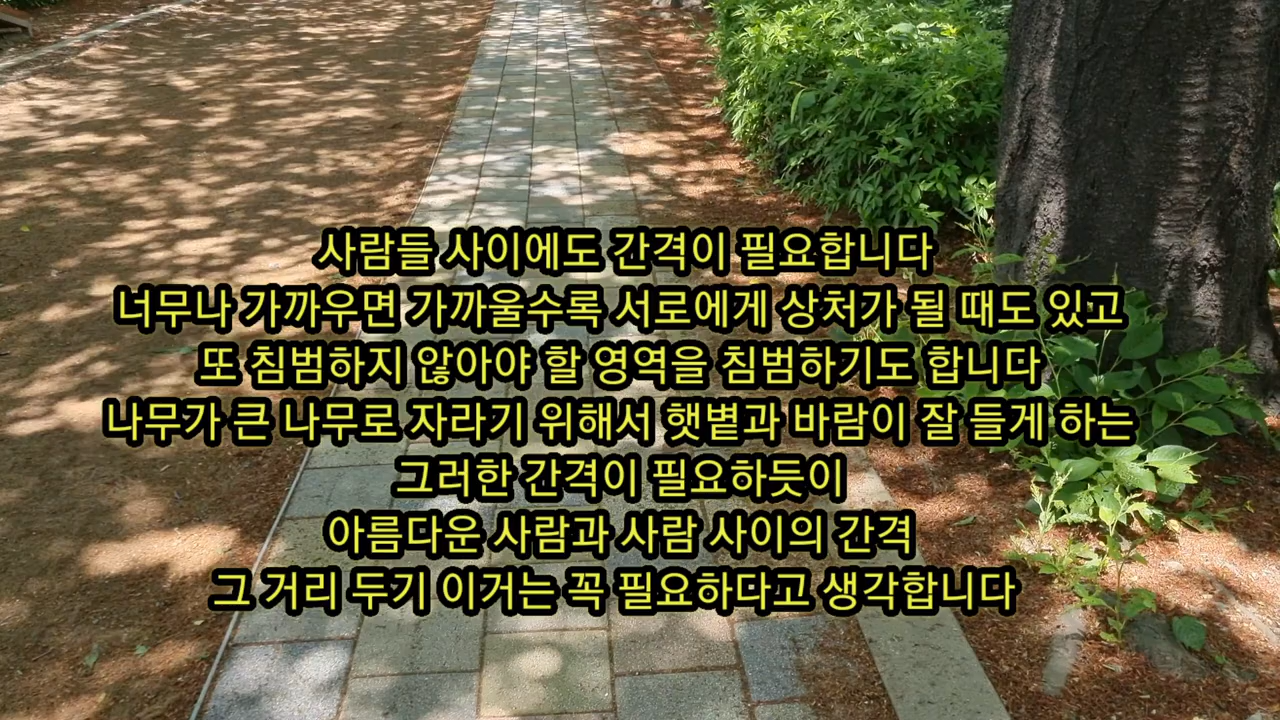 사람들 사이에도 간격이 필요합니다
너무나 가까우면 가까울수록 서로에게 상처가 될 때도 있고
또 침범하지 않아야 할 영역을 침범하기도 합니다
나무가 큰 나무로 자라기 위해서 햇볕과 바람이 잘 들게 하는
그러한 간격이 필요하듯이
아름다운 사람과 사람 사이의 간격
그 거리 두기 이거는 꼭 필요하다고 생각합니다